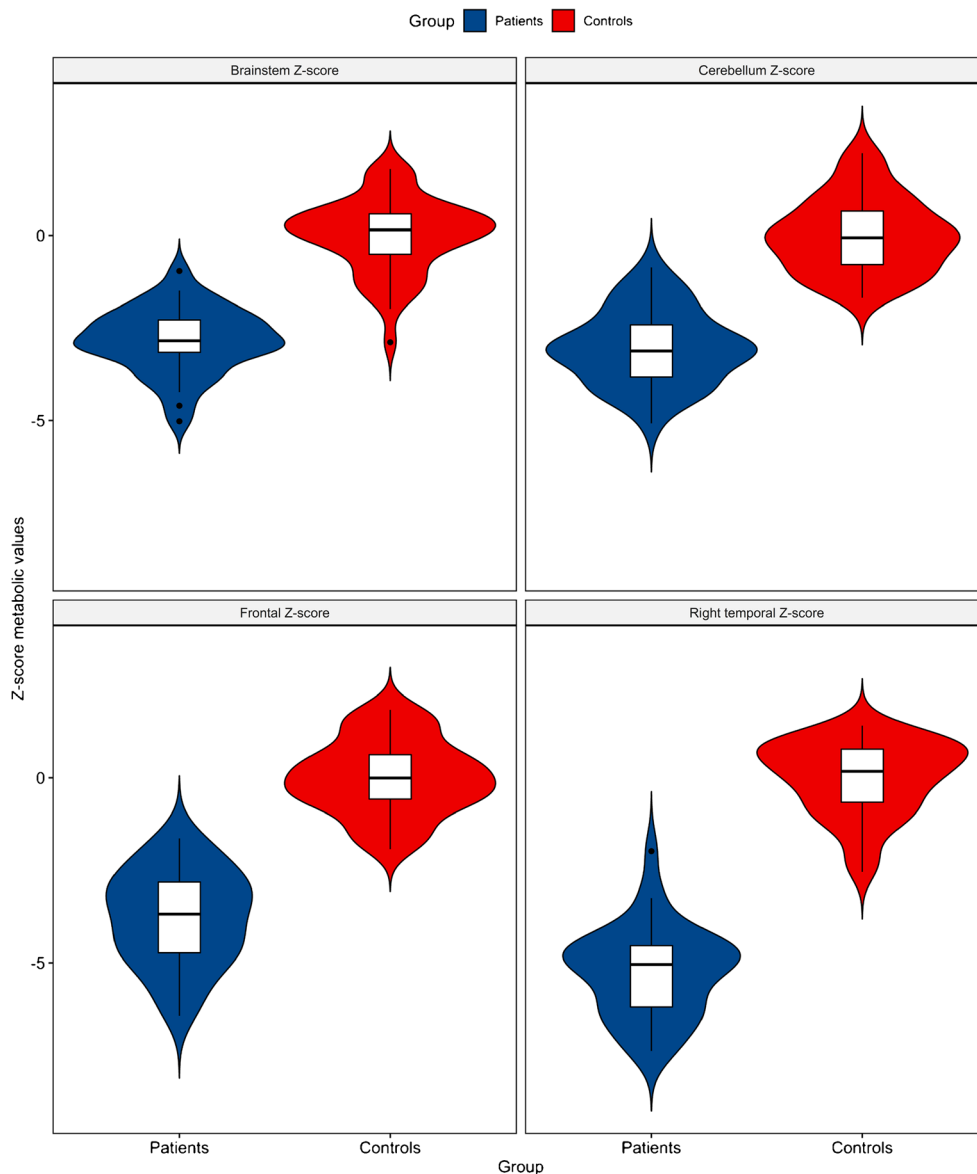 Group Patients Controls
Brainstem Z-score
Cerebellum Z-score
0
-5
Z-score metabolic values
Frontal Z-score
Right temporal Z-score
0
-5
Patients Controls Patients Controls
Group